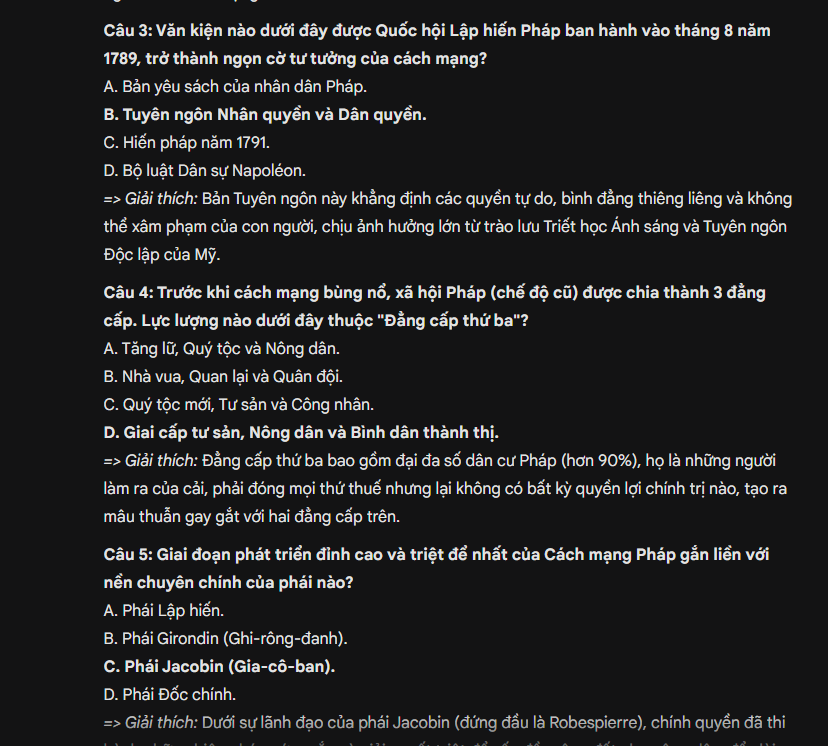 Câu 3: Văn kiện nào dưới đây được Quốc hội Lập hiến Pháp ban hành vào tháng 8 năm
1789, trở thành ngọn cờ tư tưởng của cách mạng?
A. Bản yêu sách của nhân dân Pháp.
B. Tuyên ngôn Nhân quyền và Dân quyền.
C. Hiến pháp năm 1791.
D. Bộ luật Dân sự Napoléon.
=> Giải thích: Bản Tuyên ngôn này khẳng định các quyền tự do, bình đẳng thiêng liêng và không
thể xâm phạm của con người, chịu ảnh hưởng lớn từ trào lưu Triết học Ánh sáng và Tuyên ngôn
Độc lập của Mỹ.
Câu 4: Trước khi cách mạng bùng nổ, xã hội Pháp (chế độ cũ) được chia thành 3 đẳng
cấp. Lực lượng nào dưới đây thuộc "Đẳng cấp thứ ba"?
A. Tăng lữ, Quý tộc và Nông dân.
B. Nhà vua, Quan lại và Quân đội.
C. Quý tộc mới, Tư sản và Công nhân.
D. Giai cấp tư sản, Nông dân và Bình dân thành thị.
=> Giải thích: Đẳng cấp thứ ba bao gồm đại đa số dân cư Pháp (hơn 90%), họ là những người
làm ra của cải, phải đóng mọi thứ thuế nhưng lại không có bất kỳ quyền lợi chính trị nào, tạo ra
mâu thuẫn gay gắt với hai đẳng cấp trên.
Câu 5: Giai đoạn phát triển đỉnh cao và triệt để nhất của Cách mạng Pháp gắn liền với
nền chuyên chính của phái nào?
A. Phái Lập hiến.
B. Phái Girondin (Ghi-rông-đanh).
C. Phái Jacobin (Gia-cô-ban).
D. Phái Đốc chính.
=> Giải thích: Dưới sự lãnh đạo của phái Jacobin (đứng đầu là Robespierre), chính quyền đã thi